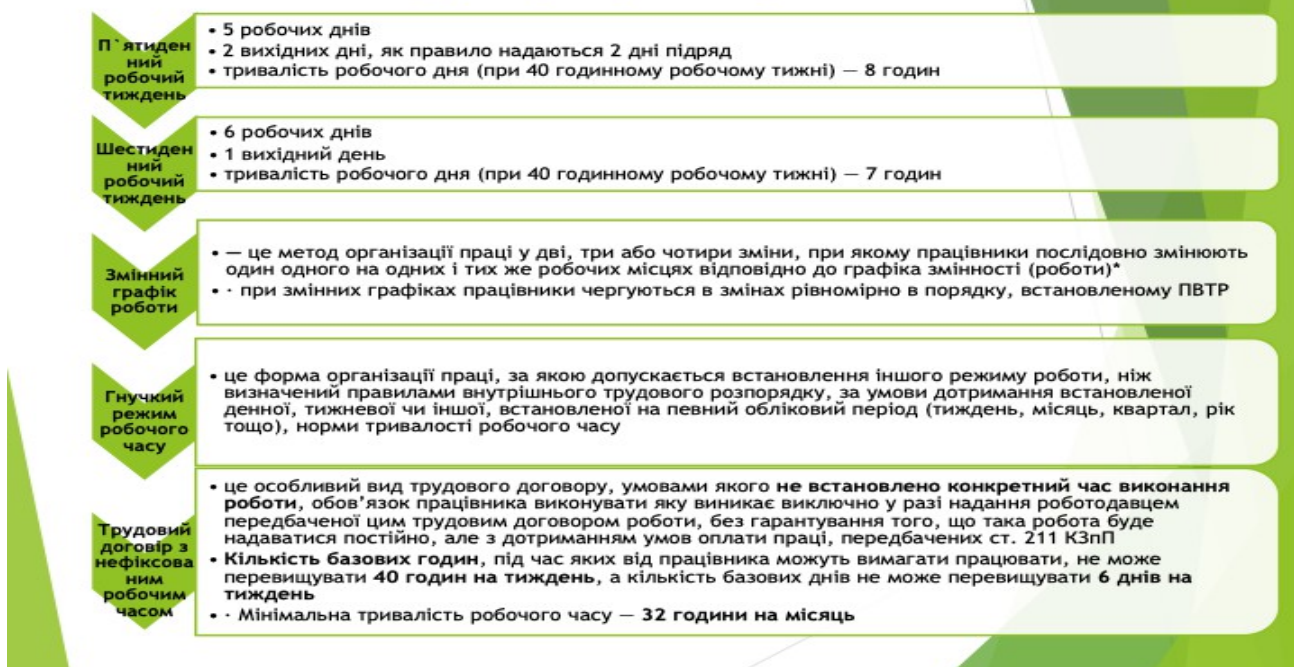 П`ятиден
ний
робочий
тиждень
• 5 робочих днів
• 2 вихідних дні, як правило надаються 2 дні підряд
• тривалість робочого дня (при 40 годинному робочому тижні) — 8 годин
Шестиден
ний
робочий
тиждень
• 6 робочих днів
• 1 вихідний день
• тривалість робочого дня (при 40 годинному робочому тижні) — 7 годин
Змінний
графік
роботи
• — це метод організації праці у дві, три або чотири зміни, при якому працівники послідовно змінюють
один одного на одних і тих же робочих місцях відповідно до графіка змінності (роботи)*
• · при змінних графіках працівники чергуються в змінах рівномірно в порядку, встановленому ПВТР
Гнучкий
режим
робочого
часу
• це форма організації праці, за якою допускається встановлення іншого режиму роботи, ніж
визначений правилами внутрішнього трудового розпорядку, за умови дотримання встановленої
денної, тижневої чи іншої, встановленої на певний обліковий період (тиждень, місяць, квартал, рік
тощо), норми тривалості робочого часу
Трудовий
договір з
нефіксова
ним
робочим
часом
• це особливий вид трудового договору, умовами якого не встановлено конкретний час виконання
роботи, обов’язок працівника виконувати яку виникає виключно у разі надання роботодавцем
передбаченої цим трудовим договором роботи, без гарантування того, що така робота буде
надаватися постійно, але з дотриманням умов оплати праці, передбачених ст. 211 КЗпП
• Кількість базових годин, під час яких від працівника можуть вимагати працювати, не може
перевищувати 40 годин на тиждень, а кількість базових днів не може перевищувати 6 днів на
тиждень
• · Мінімальна тривалість робочого часу — 32 години на місяць